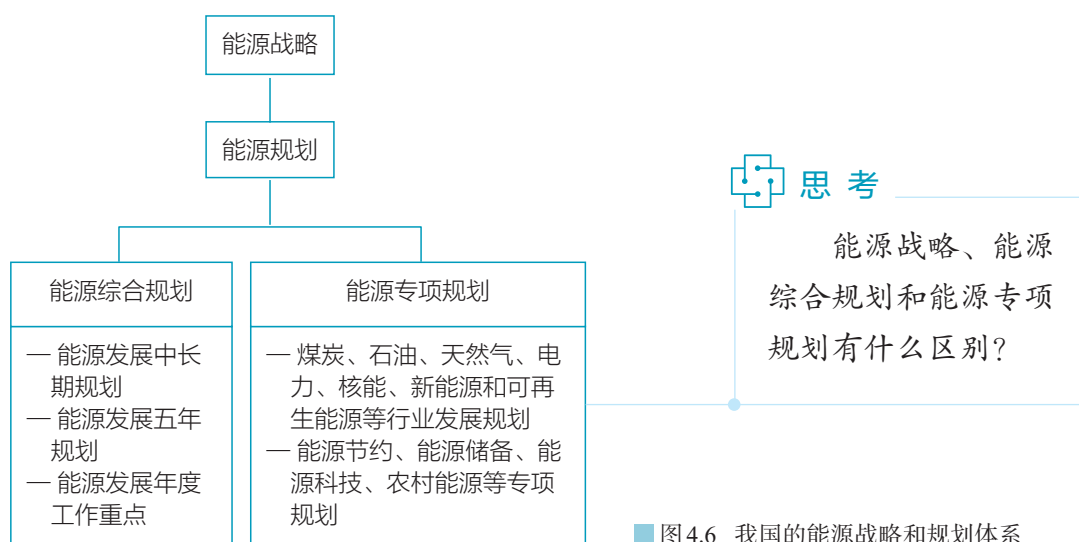 能源战略
能源规划
能源综合规划
— 能源发展中长
期规划
— 能源发展五年
规划
— 能源发展年度
工作重点
能源专项规划
— 煤炭、石油、天然气、电
力、核能、新能源和可再
生能源等行业发展规划
— 能源节约、能源储备、能
源科技、农村能源等专项
规划
思 考
能源战略、能源
综合规划和能源专项
规划有什么区别？
图4.6 我国的能源战略和规划体系